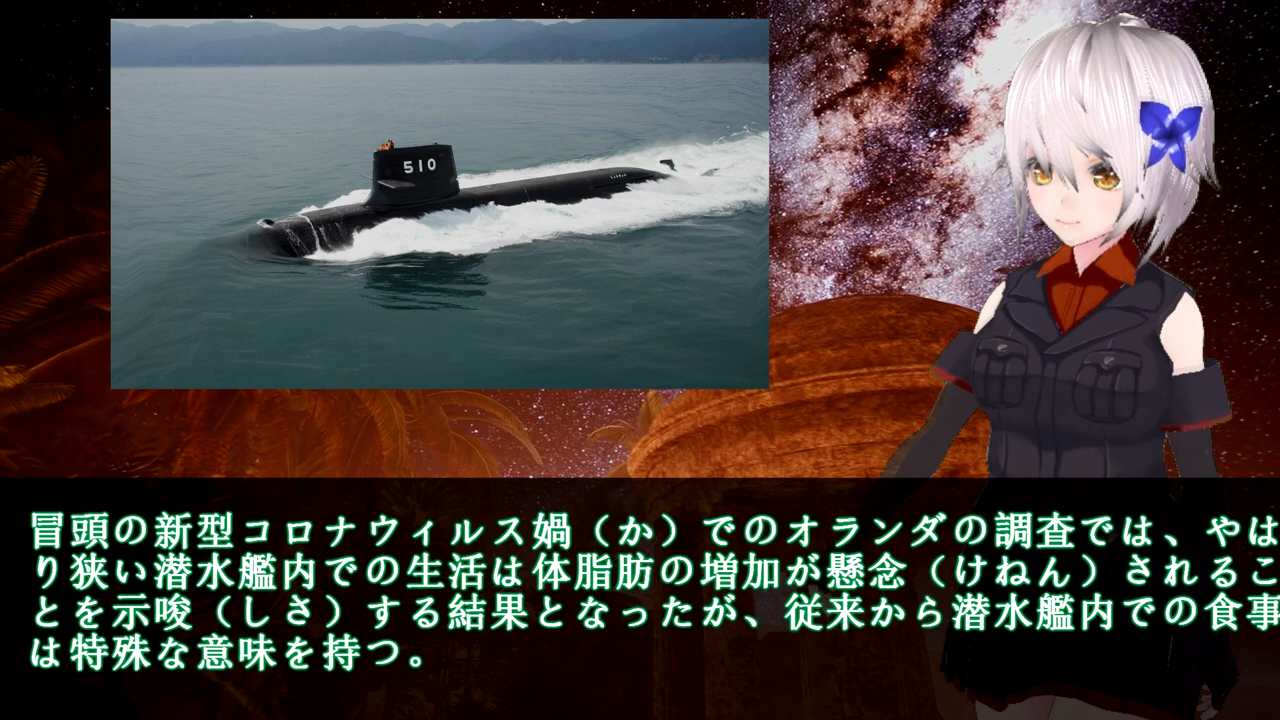 510
冒頭の新型コロナウィルス媧（か）でのオランダの調査では、やは
り狭い潜水艦内での生活は体脂肪の増加が懸念（けねん）されるこ
とを示唆（しさ）する結果となったが、従来から潜水艦内での食事
は特殊な意味を持つ。